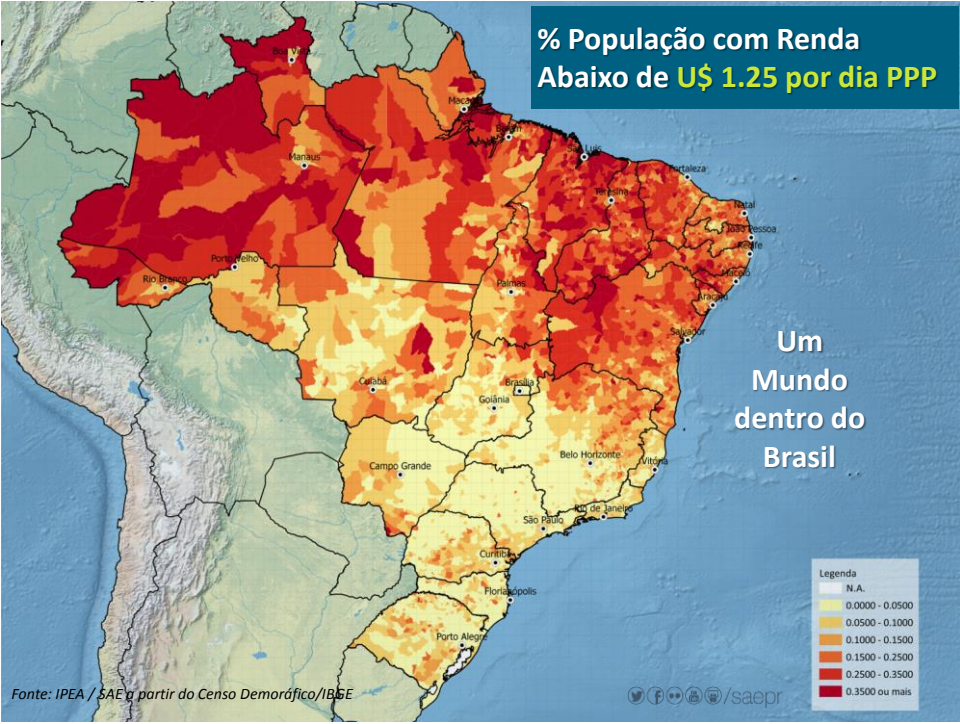 % População com Renda
Abaixo de U$ 1.25 por dia PPP
Boa Vista
Macapá
Belém
São Luis
Manaus
Fortaleza
Teresina
Natal
João Pessoa
Recife
Porto Velho
Maceió
Rio Branco
Palmas
Aracaju
Salvador
Um
Mundo
dentro do
Brasil
Cuiabá
Brasília
Goiânia
Belo Horizonte
Campo Grande
Vitória
Rio de Janeiro
São Paulo
Curitiba
Florianópolis
Porto Alegre
Legenda
N.A.
0.0000 - 0.0500
0.0500 - 0.1000
0.1000 - 0.1500
0.1500 - 0.2500
0.2500 - 0.3500
0.3500 ou mais
Fonte: IPEA / SAE a partir do Censo Demoráfico/IBGE
/saepr